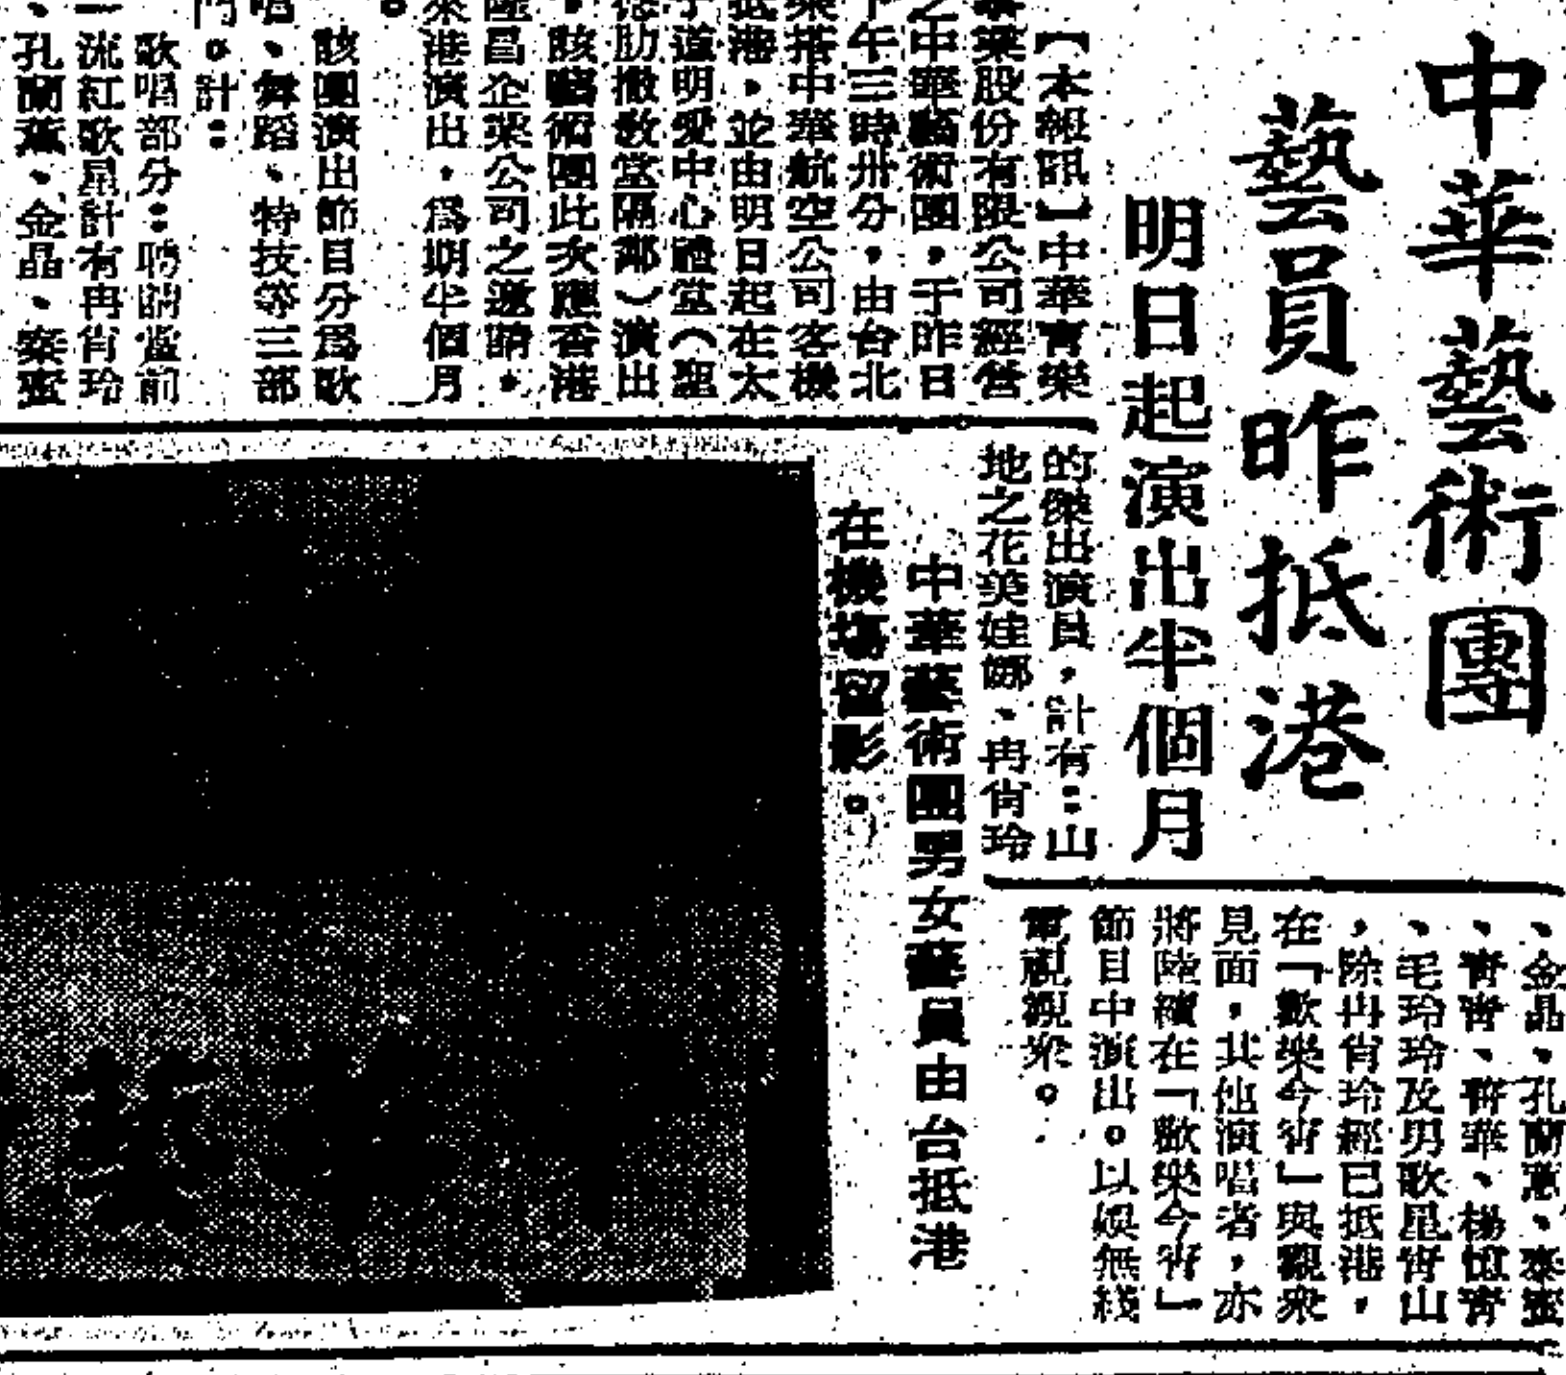 中華藝術團
藝員昨抵港
明日起演出半個月
【本報訊】中華育樂
事業股份有限公司經營
之中華藝術團，于昨日
下午三時卅分，由台北
乘搭中華航空公司客機
抵港，並由明日起在太
子道明愛中心禮堂（聖
德肋撒教堂隔鄰）演出
，該藝術團此次應香港
隆昌企業公司之邀請，
來港演出，為期半個月
。
該團演出節目分為歌
唱、舞蹈、特技等三部
門。計：
歌唱部分：聘請當前
一流紅歌星計有冉肖玲
、孔蘭薰、金晶、秦蜜
的傑出演員，計有：山
地之花美娃娜、冉肖玲
、金晶、孔蘭薰、秦蜜
、青青、群華、楊恒青
、毛玲玲及男歌星青山
，除冉肖玲經已抵港，
在「歡樂今宵」與觀衆
見面，其他演唱者，亦
將陸續在「歡樂今宵」
節目中演出。以娛無綫
電視觀衆。
中華藝術團男女藝員由台抵港
在機塲留影。